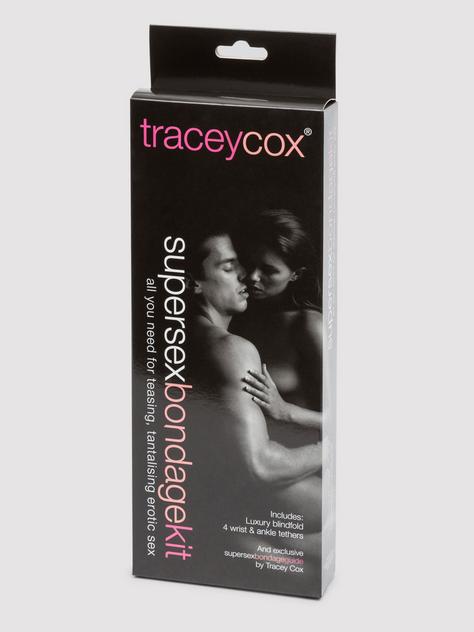 traceycox®
supersexbondagekit
all you need for teasing, tantalising erotic sex
Includes:
Luxury blindfold
4 wrist & ankle tethers
And exclusive
supersexbondageguide
by Tracey Cox